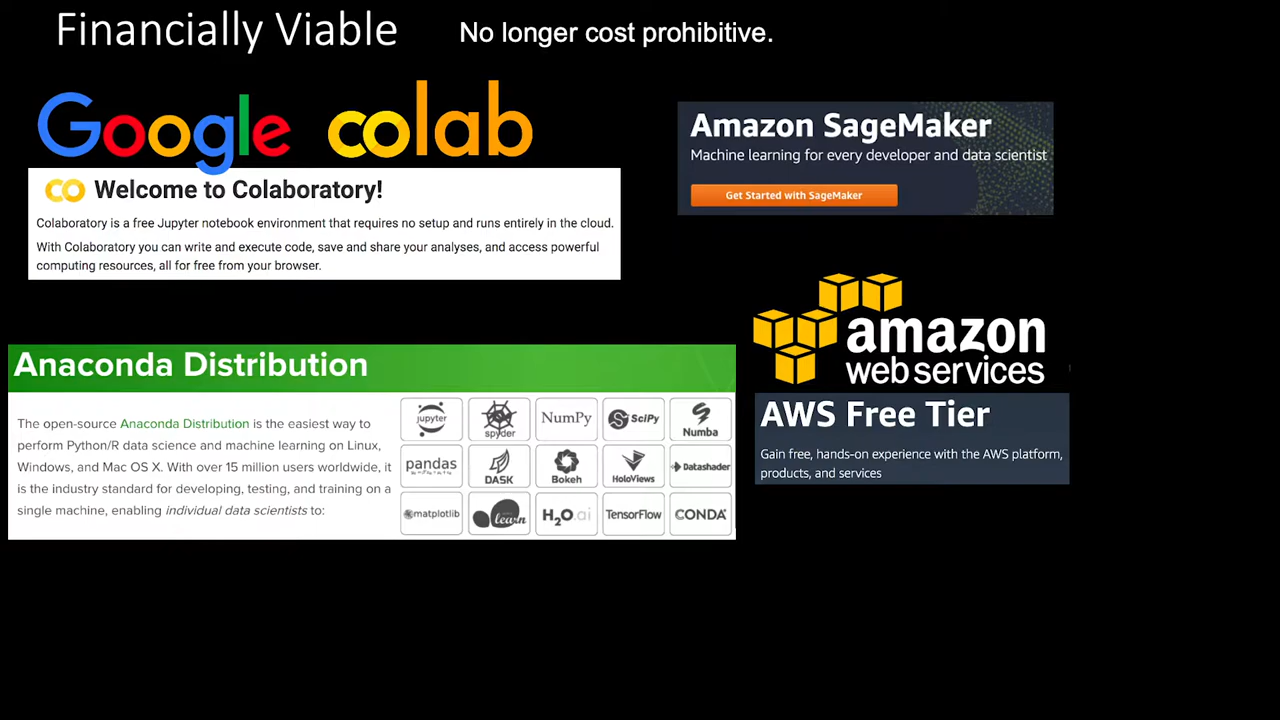 Financially Viable
No longer cost prohibitive.
Google colab
CO Welcome to Colaboratory!
Colaboratory is a free Jupyter notebook environment that requires no setup and runs entirely in the cloud.
With Colaboratory you can write and execute code, save and share your analyses, and access powerful
computing resources, all for free from your browser.
Amazon SageMaker
Machine learning for every developer and data scientist
Get Started with SageMaker
amazon
web services
AWS Free Tier
Gain free, hands-on experience with the AWS platform,
products, and services
Anaconda Distribution
The open-source Anaconda Distribution is the easiest way to
perform Python/R data science and machine learning on Linux,
Windows, and Mac OS X. With over 15 million users worldwide, it
is the industry standard for developing, testing, and training on a
single machine, enabling individual data scientists to:
jupyter
spyder
NumPy
SciPy
Numba
pandas
DASK
Bokeh
HoloViews
Datashader
matplotlib
learn
H2O.ai
TensorFlow
CONDA